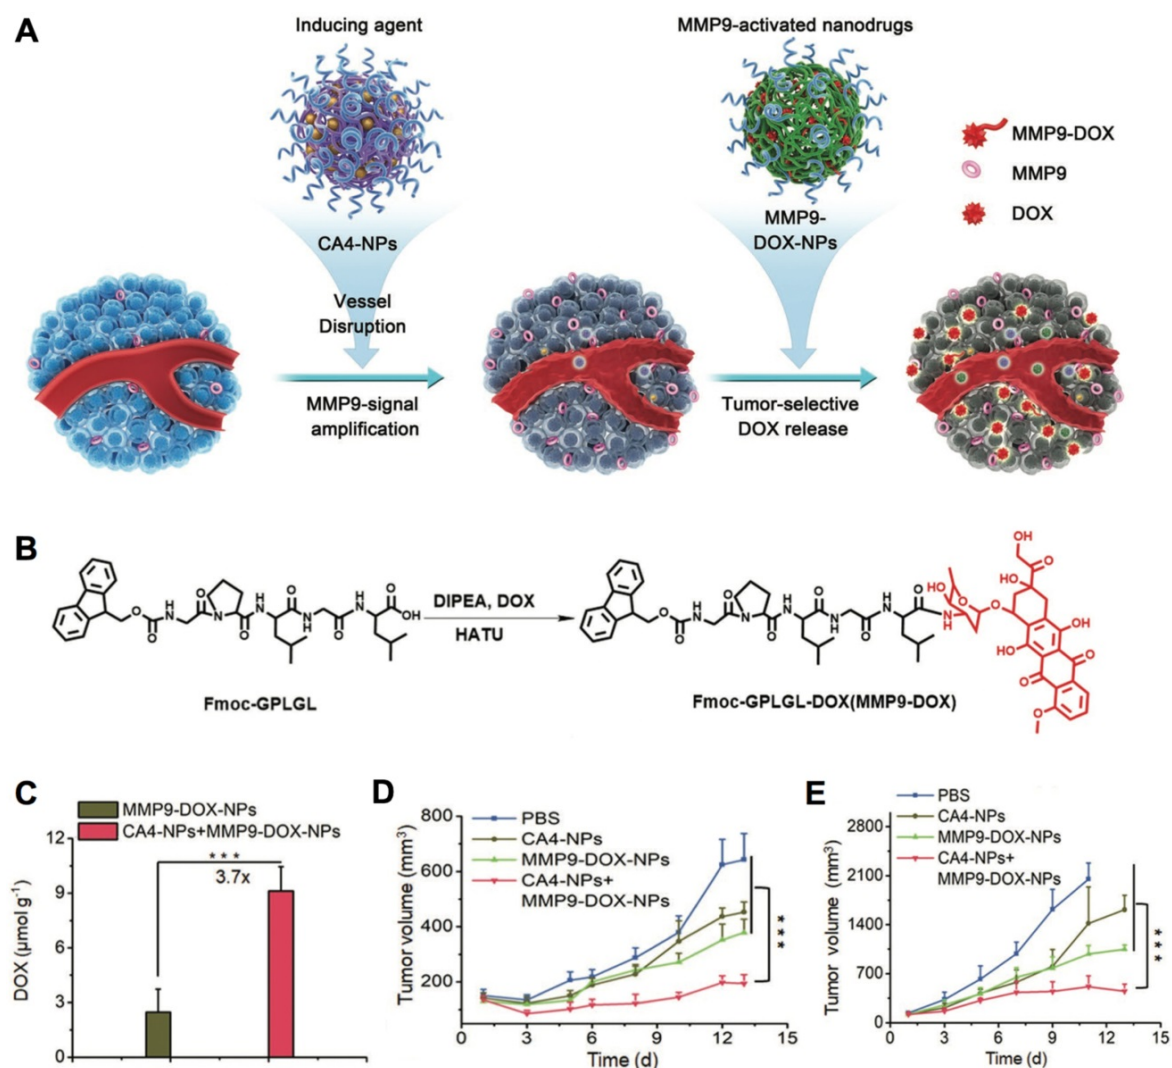 A
Inducing agent
MMP9-activated nanodrugs
MMP9-DOX
MMP9
DOX
CA4-NPs
MMP9-
DOX-NPs
Vessel
Disruption
MMP9-signal
amplification
Tumor-selective
DOX release
B
DIPEA, DOX
HATU
Fmoc-GPLGL
Fmoc-GPLGL-DOX(MMP9-DOX)
O
O
H
N
O
O
N
O
H
N
O
N
H
O
H
N
O
OH
O
O
H
N
O
O
N
O
H
N
O
N
H
O
H
N
O
N
H
HO
O
O
OH
O
HO
OH
HO
O
O
O
C
MMP9-DOX-NPs
CA4-NPs+MMP9-DOX-NPs
DOX (μmol g⁻¹)
12
9
6
3
0
***
3.7x
D
PBS
CA4-NPs
MMP9-DOX-NPs
CA4-NPs+
MMP9-DOX-NPs
Tumor volume (mm³)
800
600
400
200
0 3 6 9 12 15
Time (d)
***
E
PBS
CA4-NPs
MMP9-DOX-NPs
CA4-NPs+
MMP9-DOX-NPs
Tumor volume (mm³)
2800
2100
1400
700
0
0 3 6 9 12 15
Time (d)
***